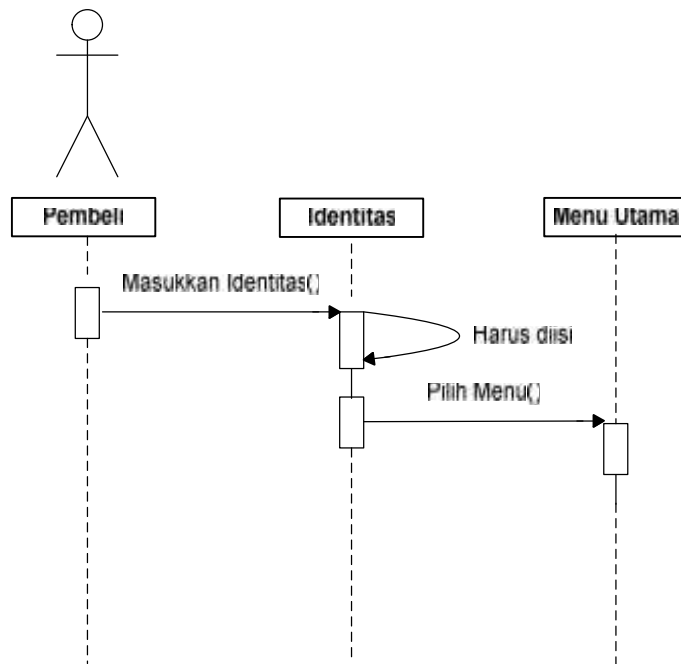 Pembeli
Identitas
Menu Utama
Masukkan Identitas()
Harus diisi
Pilih Menu()